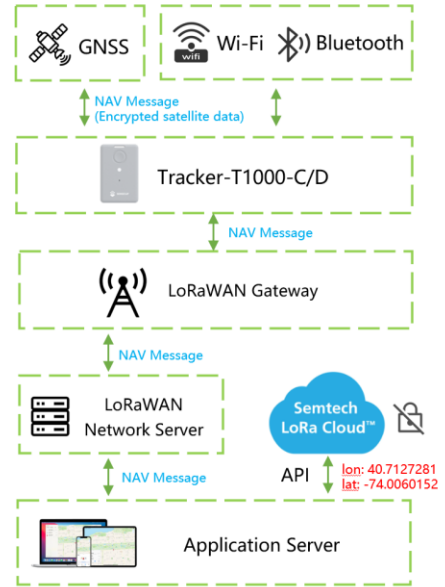 GNSS
wifi
Wi-Fi
Bluetooth
NAV Message
(Encrypted satellite data)
Tracker-T1000-C/D
NAV Message
LoRaWAN Gateway
NAV Message
LoRaWAN
Network Server
Semtech
LoRa Cloud™
NAV Message
API
lon: 40.7127281
lat: -74.0060152
Application Server